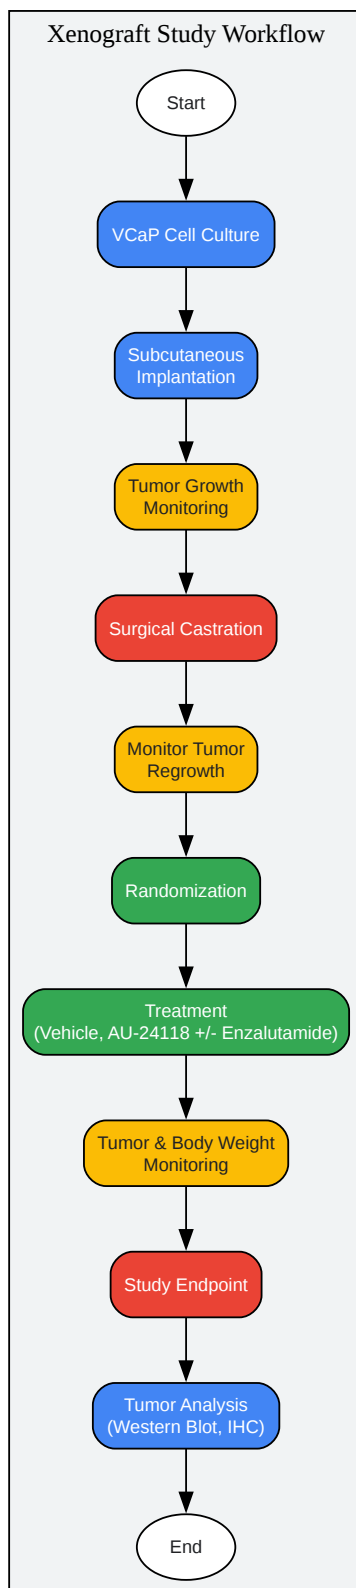 Xenograft Study Workflow
Start
VCaP Cell Culture
Subcutaneous
Implantation
Tumor Growth
Monitoring
Surgical Castration
Monitor Tumor
Regrowth
Randomization
Treatment
(Vehicle, AU-24118 +/- Enzalutamide)
Tumor & Body Weight
Monitoring
Study Endpoint
Tumor Analysis
(Western Blot, IHC)
End